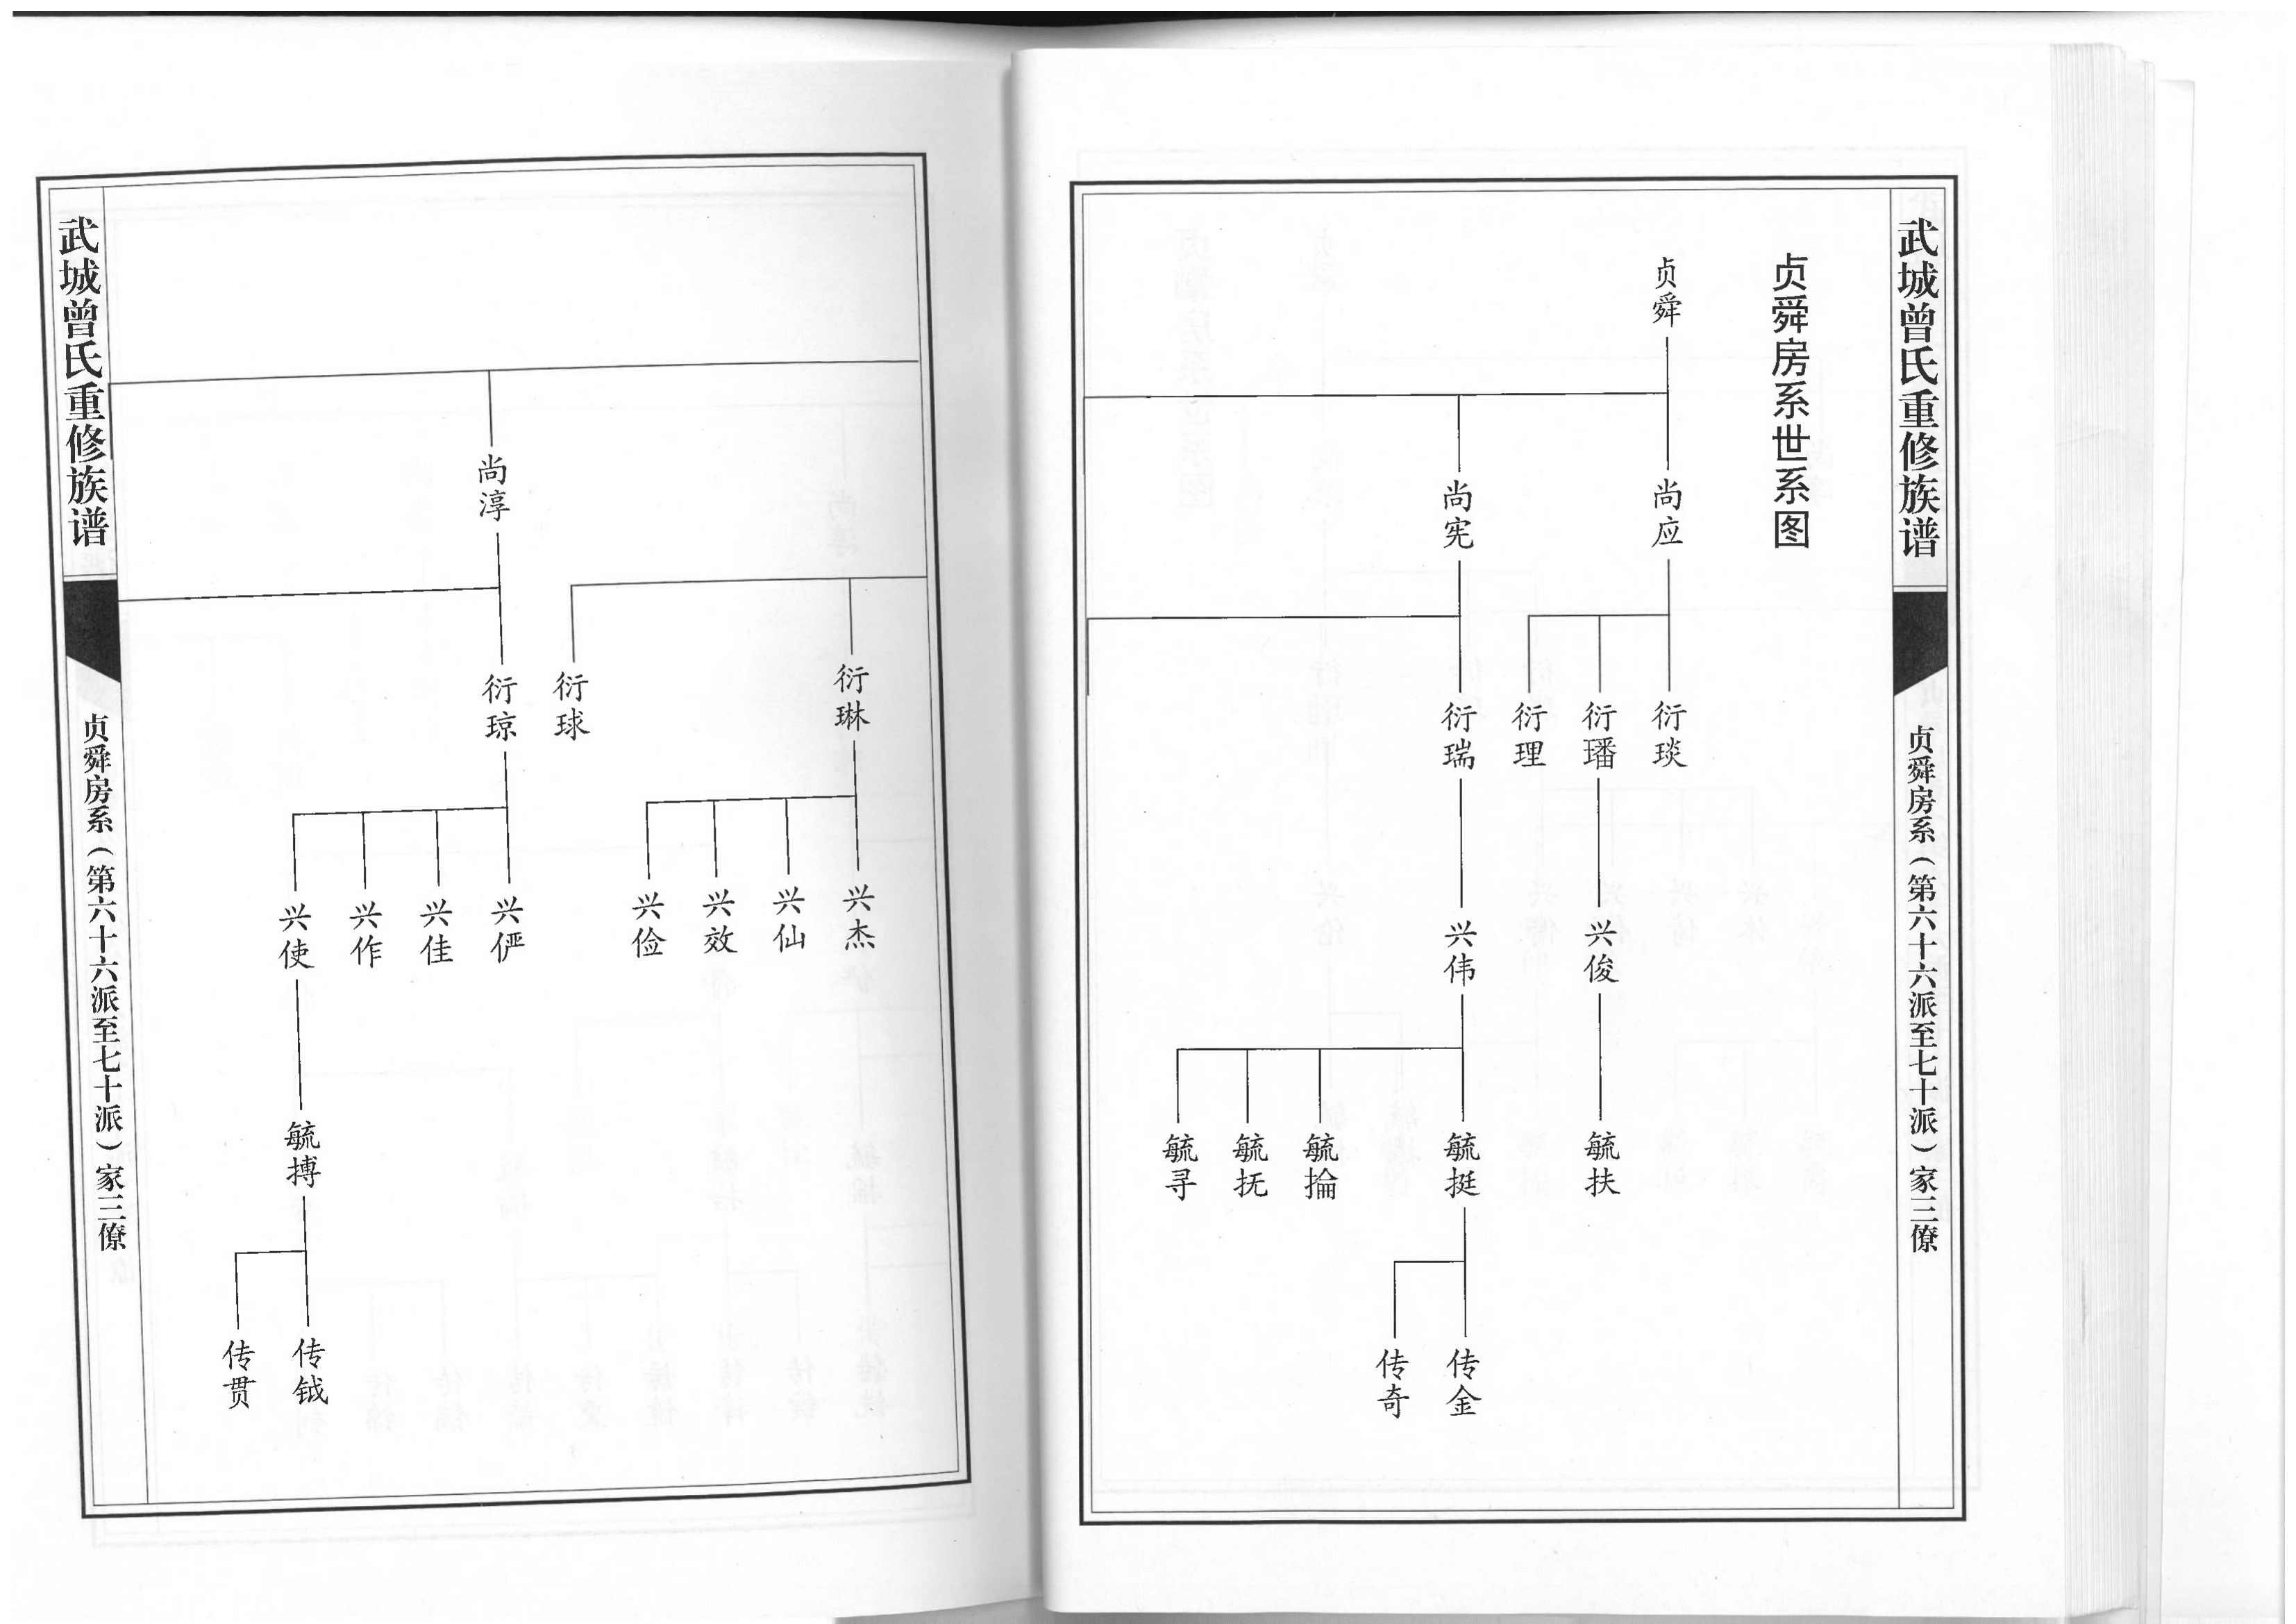 武城曾氏重修族谱
贞舜房系（第六十六派至七十派）家三僚
贞舜房系世系图
贞舜
尚应
尚宪
衍琰
衍璠
衍理
衍瑞
兴俊
兴伟
毓扶
毓挺
毓抡
毓抚
毓寻
传金
传奇
尚淳
衍琳
衍球
衍琼
兴杰
兴仙
兴效
兴俭
兴俨
兴佳
兴作
兴使
毓搏
传钺
传贯
武城曾氏重修族谱
贞舜房系（第六十六派至七十派）家三僚